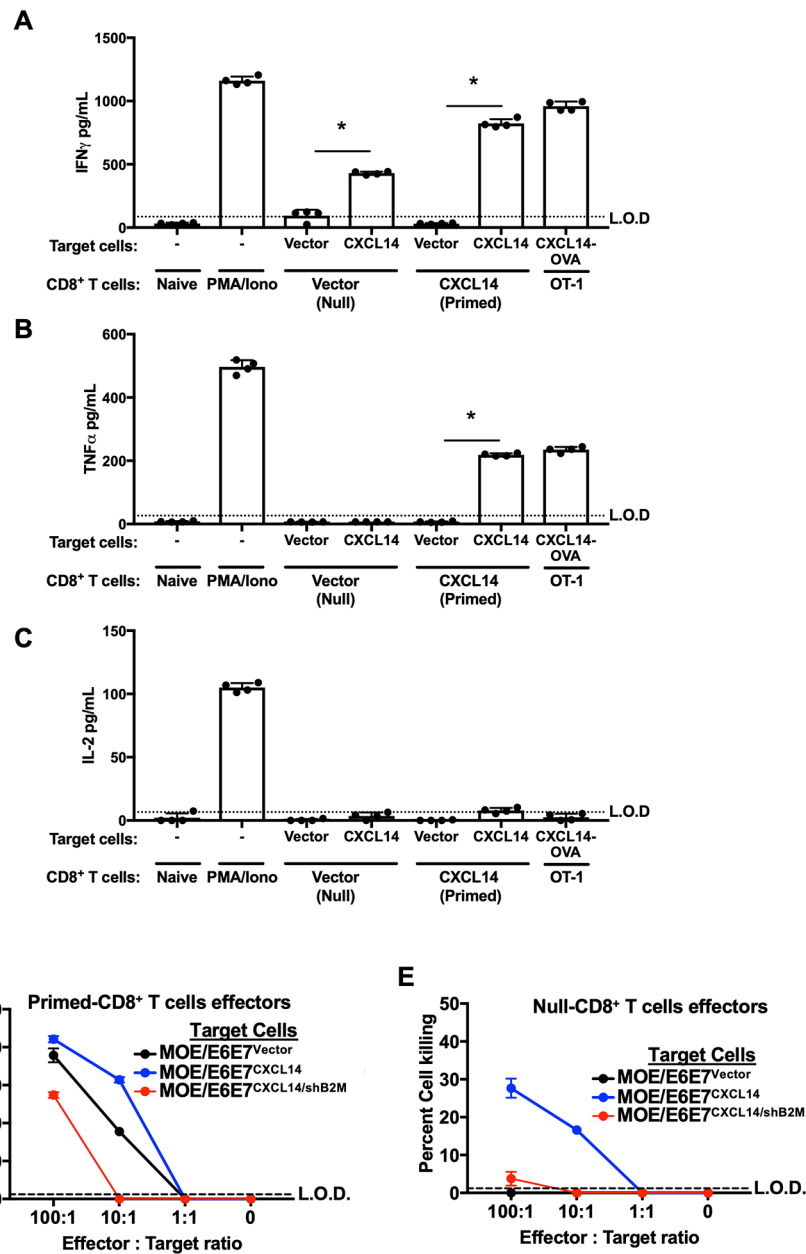 A
1500
1000
500
0
IFNγ pg/mL
*
*
L.O.D
Target cells: - - Vector CXCL14 Vector CXCL14 CXCL14-
OVA
CD8+ T cells: Naive PMA/Iono Vector CXCL14 OT-1
(Null) (Primed)
B
600
400
200
0
TNFα pg/mL
*
L.O.D
Target cells: - - Vector CXCL14 Vector CXCL14 CXCL14-
OVA
CD8+ T cells: Naive PMA/Iono Vector CXCL14 OT-1
(Null) (Primed)
C
150
100
50
0
IL-2 pg/mL
L.O.D
Target cells: - - Vector CXCL14 Vector CXCL14 CXCL14-
OVA
CD8+ T cells: Naive PMA/Iono Vector CXCL14 OT-1
(Null) (Primed)
Primed-CD8+ T cells effectors
Target Cells
MOE/E6E7Vector
MOE/E6E7CXCL14
MOE/E6E7CXCL14/shB2M
L.O.D.
100:1 10:1 1:1 0
Effector : Target ratio
E
Null-CD8+ T cells effectors
50
40
30
20
10
0
Percent Cell killing
Target Cells
MOE/E6E7Vector
MOE/E6E7CXCL14
MOE/E6E7CXCL14/shB2M
L.O.D.
100:1 10:1 1:1 0
Effector : Target ratio